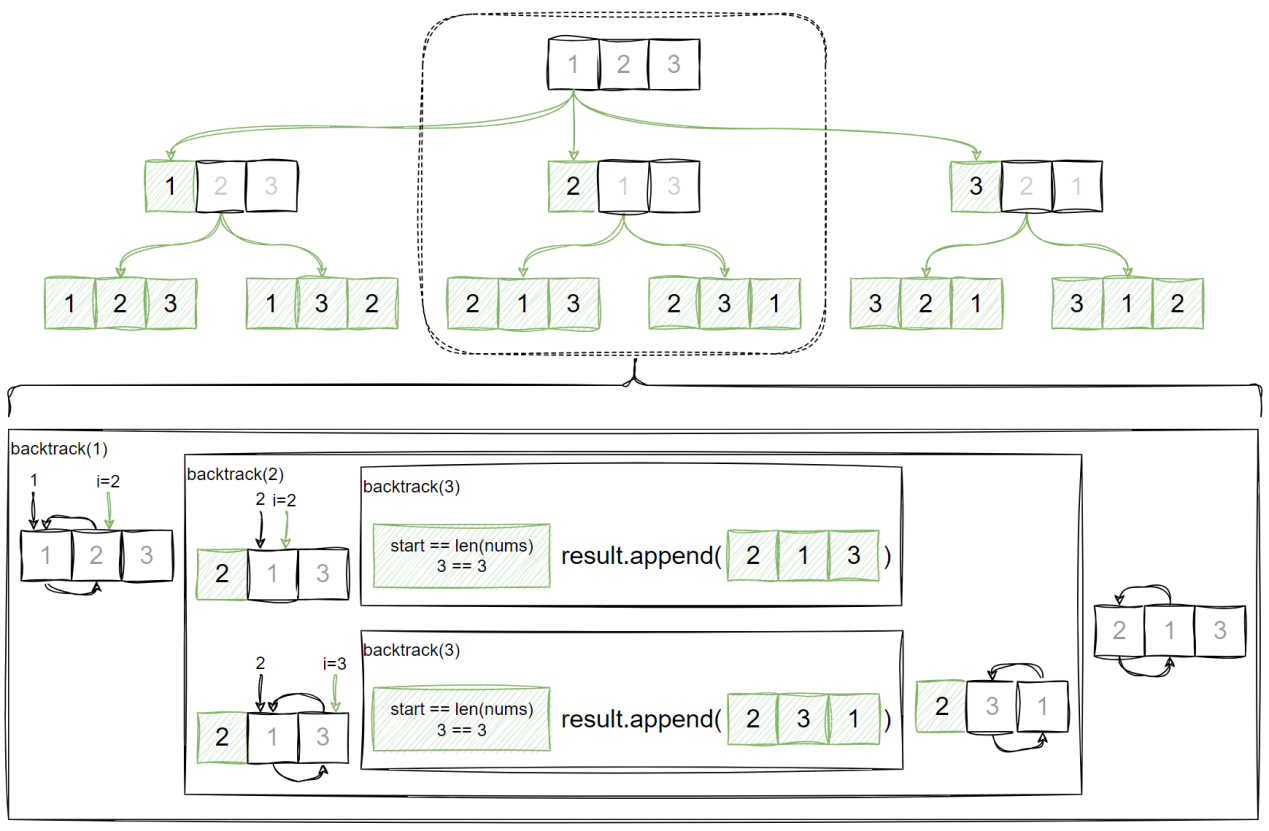 1 2 3
1 2 3
2 1 3
3 2 1
1 2 3
1 3 2
2 1 3
2 3 1
3 2 1
3 1 2
backtrack(1)
1 i=2
1 2 3
backtrack(2)
2 i=2
2 1 3
backtrack(3)
start == len(nums)
3 == 3
result.append( 2 1 3 )
2 i=3
2 1 3
backtrack(3)
start == len(nums)
3 == 3
result.append( 2 3 1 )
2 3 1
2 1 3